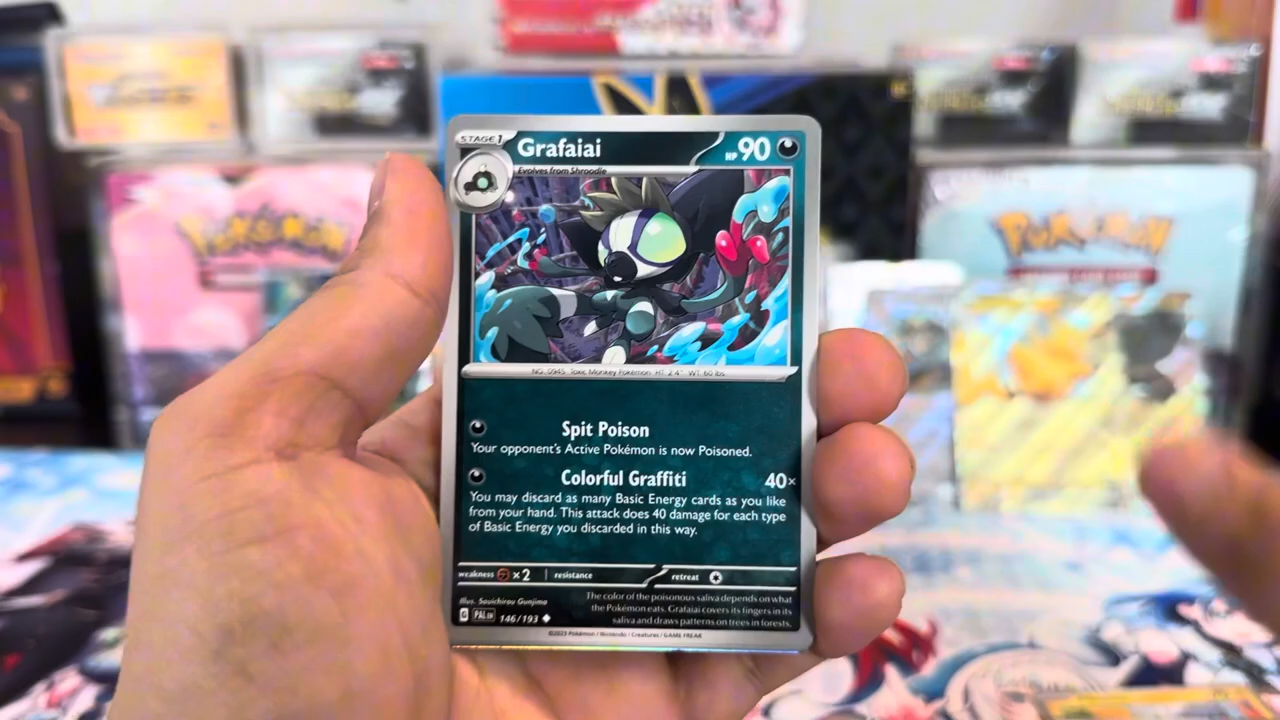 POKÉMON
POKÉMON
STAGE 1
Grafaiai
HP 90
Evolves from Shroodle
NO. 0945 Toxic Monkey Pokémon HT: 2'4" WT: 60 lbs.
Spit Poison
Your opponent's Active Pokémon is now Poisoned.
Colorful Graffiti 40×
You may discard as many Basic Energy cards as you like
from your hand. This attack does 40 damage for each type
of Basic Energy you discarded in this way.
weakness ×2 resistance retreat
Illus. Souichirou Gunjima
G PAL EN 146/193
The color of the poisonous saliva depends on what
the Pokémon eats. Grafaiai covers its fingers in its
saliva and draws patterns on trees in forests.
©2023 Pokémon / Nintendo / Creatures / GAME FREAK